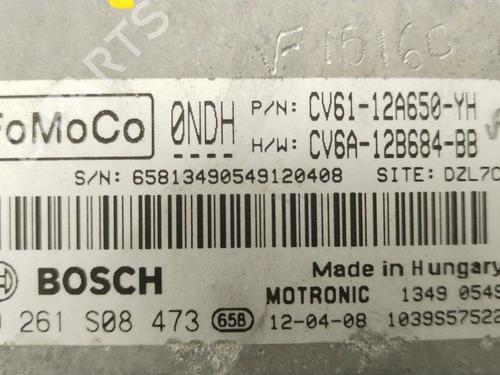 VF1516C
FoMoCo 0NDH P/N: CV61-12A650-YH
H/W: CV6A-12B684-BB
S/N: 65813490549120408 SITE: DZL7C
BOSCH Made in Hungary
MOTRONIC 1349 0549
261 S08 473 658 12-04-08 1039S57522